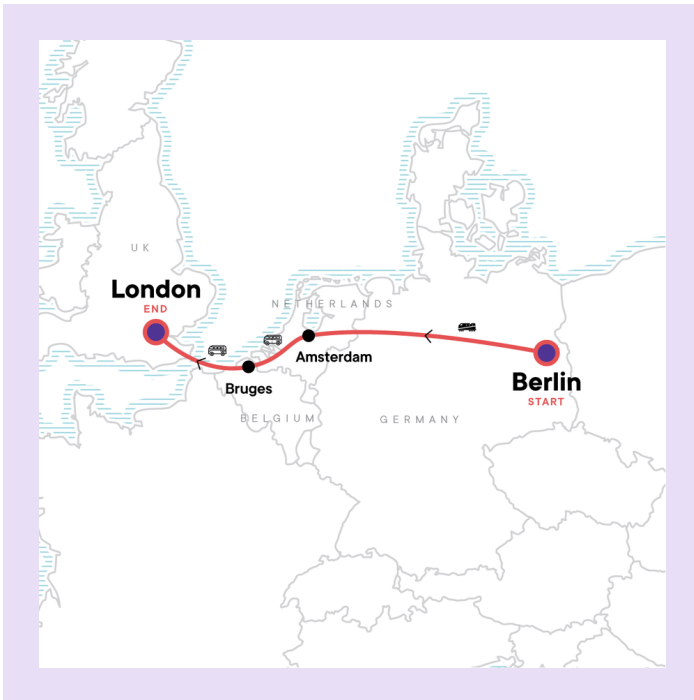 UK
London
END
NETHERLANDS
Amsterdam
Bruges
Berlin
START
BELGIUM
GERMANY